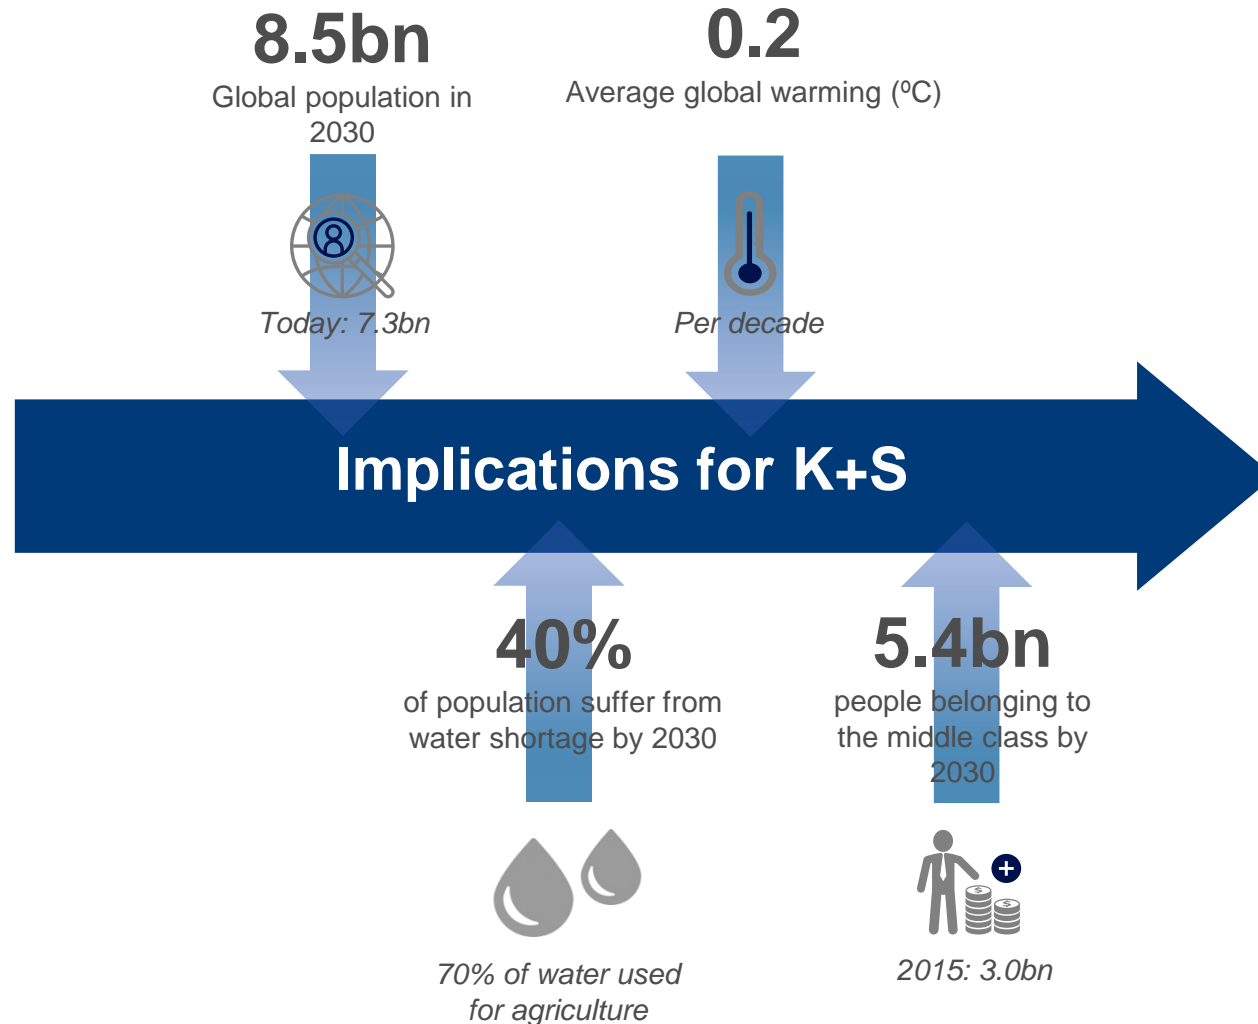 8.5bn
Global population in
2030
Today: 7.3bn
0.2
Average global warming (⁰C)
Per decade
Implications for K+S
40%
of population suffer from
water shortage by 2030
70% of water used
for agriculture
5.4bn
people belonging to
the middle class by
2030
$
$
2015: 3.0bn